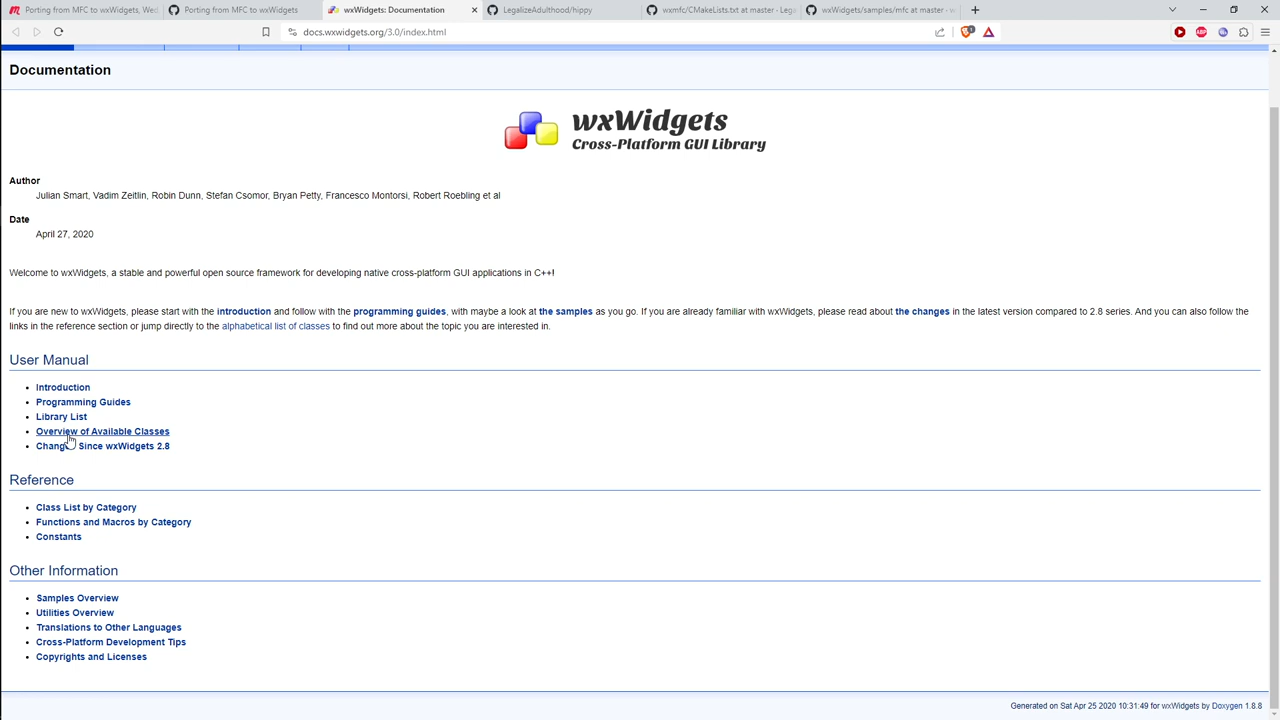 Porting from MFC to wxWidgets, Wed
Porting from MFC to wxWidgets
wxWidgets: Documentation
LegalizeAdulthood/hippy
wxmfc/CMakeLists.txt at master · Lega
wxWidgets/samples/mfc at master · w
docs.wxwidgets.org/3.0/index.html
Documentation
wxWidgets
Cross-Platform GUI Library
Author
Julian Smart, Vadim Zeitlin, Robin Dunn, Stefan Csomor, Bryan Petty, Francesco Montorsi, Robert Roebling et al
Date
April 27, 2020
Welcome to wxWidgets, a stable and powerful open source framework for developing native cross-platform GUI applications in C++!
If you are new to wxWidgets, please start with the introduction and follow with the programming guides, with maybe a look at the samples as you go. If you are already familiar with wxWidgets, please read about the changes in the latest version compared to 2.8 series. And you can also follow the
links in the reference section or jump directly to the alphabetical list of classes to find out more about the topic you are interested in.
User Manual
• Introduction
• Programming Guides
• Library List
• Overview of Available Classes
• Chang Since wxWidgets 2.8
Reference
• Class List by Category
• Functions and Macros by Category
• Constants
Other Information
• Samples Overview
• Utilities Overview
• Translations to Other Languages
• Cross-Platform Development Tips
• Copyrights and Licenses
Generated on Sat Apr 25 2020 10:31:49 for wxWidgets by Doxygen 1.8.8